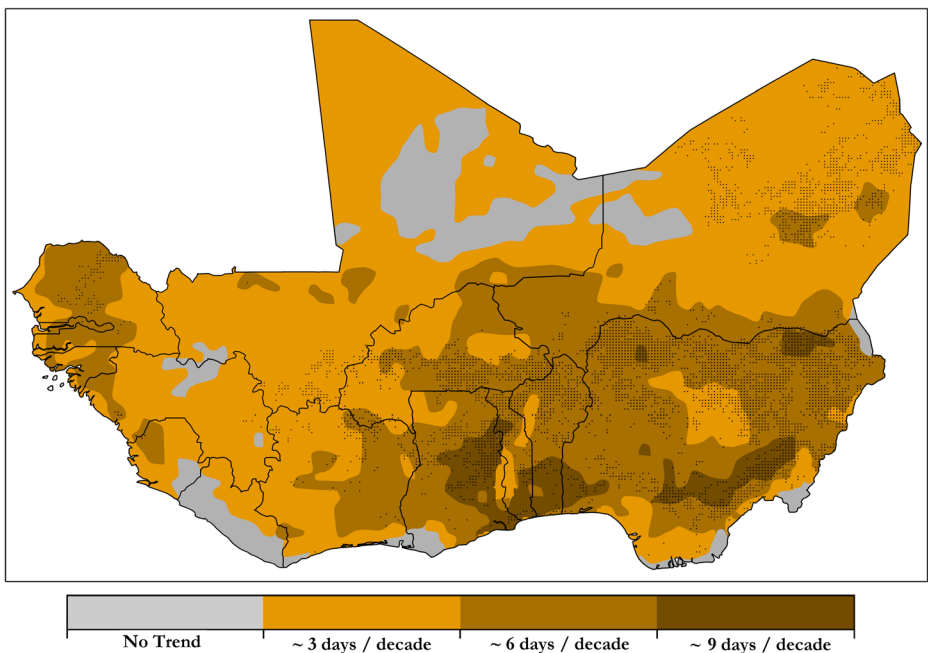 No Trend
~ 3 days / decade
~ 6 days / decade
~ 9 days / decade